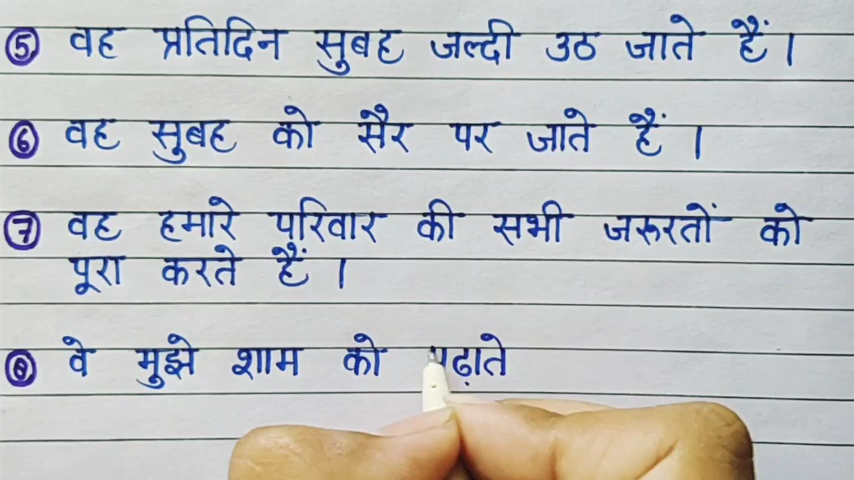 ⑤ वह प्रतिदिन सुबह जल्दी उठ जाते हैं।
⑥ वह सुबह को सैर पर जाते हैं।
⑦ वह हमारे परिवार की सभी जरूरतों को
पूरा करते हैं।
⑧ वे मुझे शाम को पढ़ाते